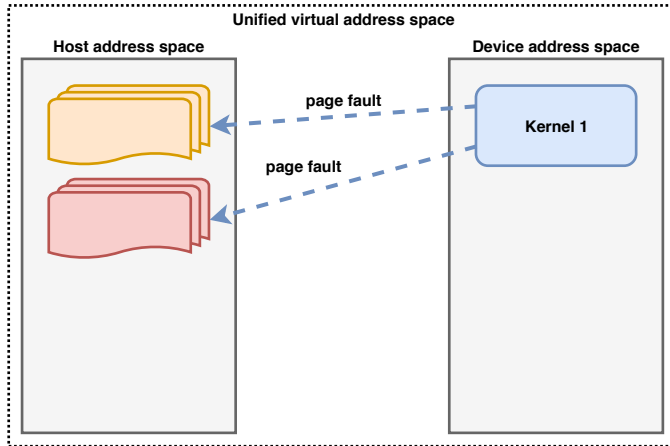 Unified virtual address space
Host address space
Device address space
page fault
Kernel 1
page fault